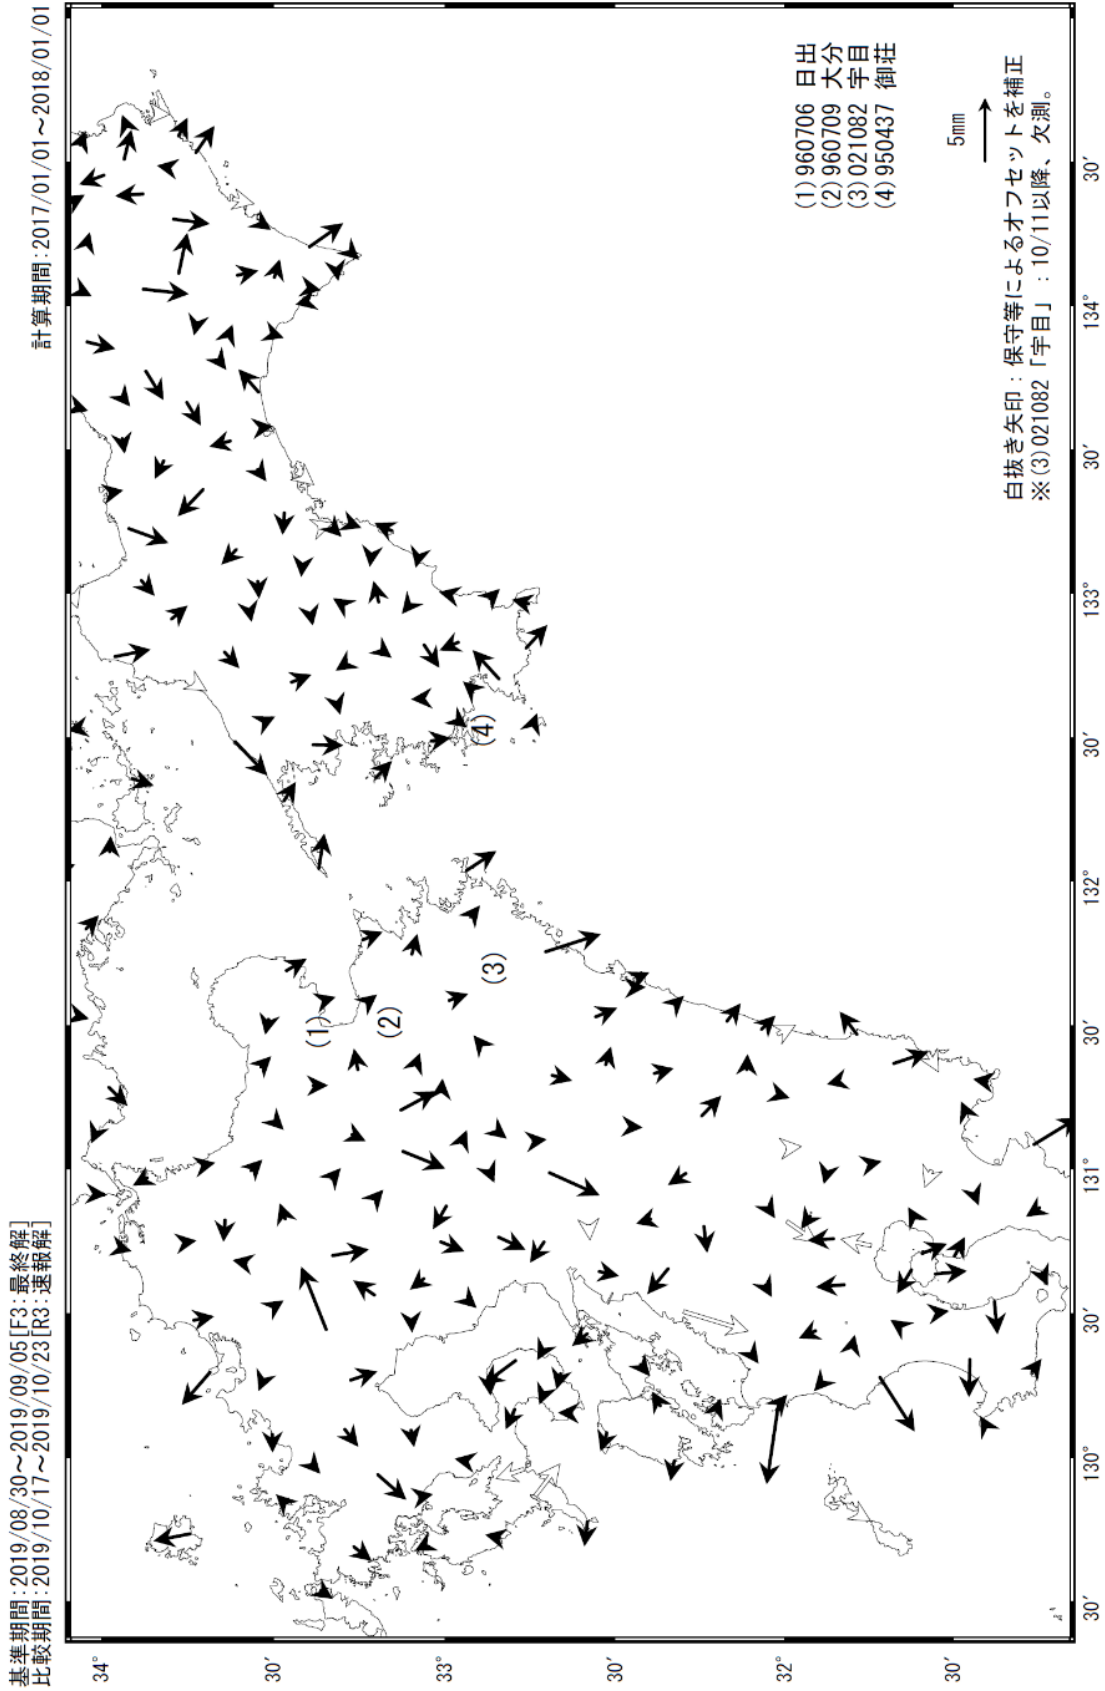 基準期間:2019/08/30～2019/09/05[F3:最終解]
比較期間:2019/10/17～2019/10/23[R3:速報解]
計算期間:2017/01/01～2018/01/01
(1)960706 日出
(2)960709 大分
(3)021082 宇目
(4)950437 御荘
5mm
白抜き矢印:保守等によるオフセットを補正
※(3)021082「宇目」:10/11以降、欠測。
(1)
(2)
(3)
(4)
34°
30′
33°
30′
32°
30′
30′
130°
30′
131°
30′
132°
30′
133°
30′
134°
30′